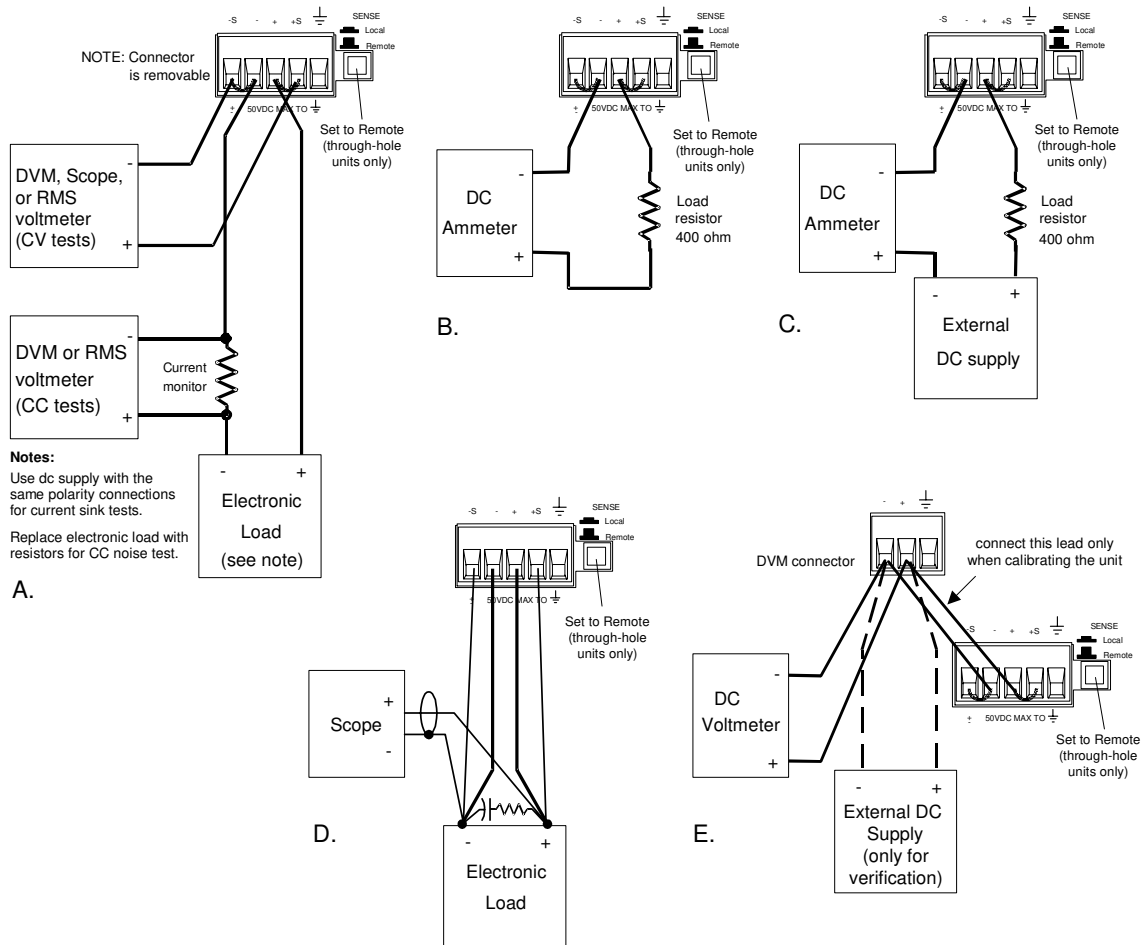 -S - + +S
SENSE
Local
Remote
NOTE: Connector
is removable
± 50VDC MAX TO
Set to Remote
(through-hole
units only)
DVM, Scope,
or RMS
voltmeter
(CV tests)
-
+
DVM or RMS
voltmeter
(CC tests)
-
+
Current
monitor
Notes:
Use dc supply with the
same polarity connections
for current sink tests.
Replace electronic load with
resistors for CC noise test.
- +
Electronic
Load
(see note)
A.
-S - + +S
SENSE
Local
Remote
± 50VDC MAX TO
Set to Remote
(through-hole
units only)
DC
Ammeter
-
+
Load
resistor
400 ohm
B.
-S - + +S
SENSE
Local
Remote
± 50VDC MAX TO
Set to Remote
(through-hole
units only)
DC
Ammeter
-
+
Load
resistor
400 ohm
- +
External
DC supply
C.
-S - + +S
SENSE
Local
Remote
± 50VDC MAX TO
Set to Remote
(through-hole
units only)
Scope
+
-
- +
Electronic
Load
D.
- +
DVM connector
connect this lead only
when calibrating the unit
-S - + +S
SENSE
Local
Remote
± 50VDC MAX TO
Set to Remote
(through-hole
units only)
DC
Voltmeter
-
+
- +
External DC
Supply
(only for
verification)
E.